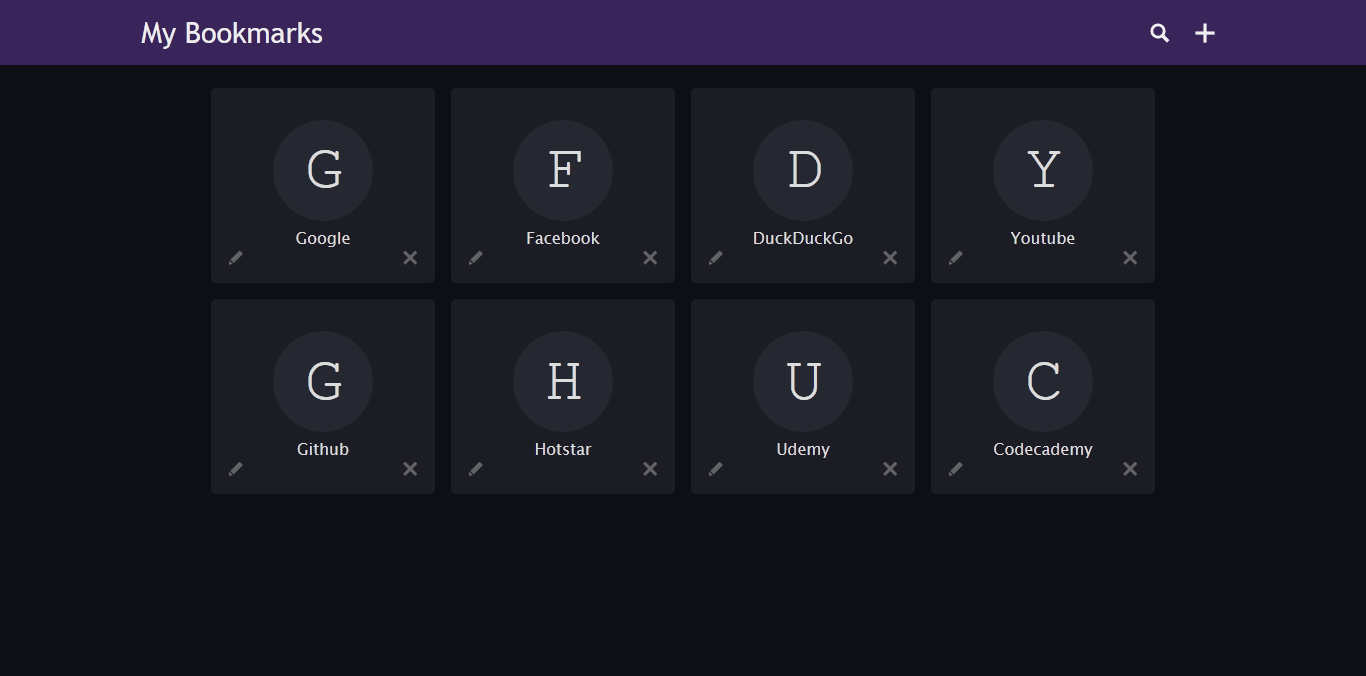 My Bookmarks
G F D Y
Google Facebook DuckDuckGo Youtube
G H U C
Github Hotstar Udemy Codecademy